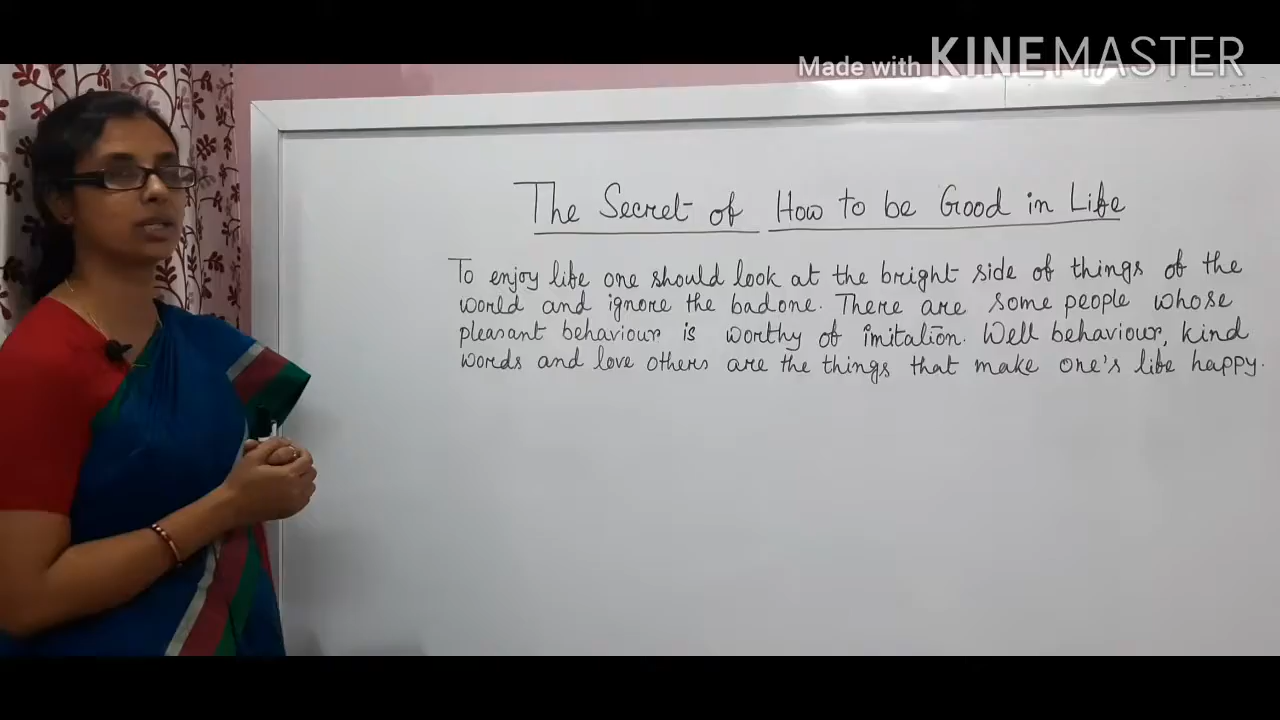 Made with KINEMASTER
The Secret of How to be Good in Life
To enjoy life one should look at the bright side of things of the
world and ignore the bad one. There are some people whose
pleasant behaviour is worthy of imitation. Well behaviour, kind
words and love others are the things that make one's life happy.